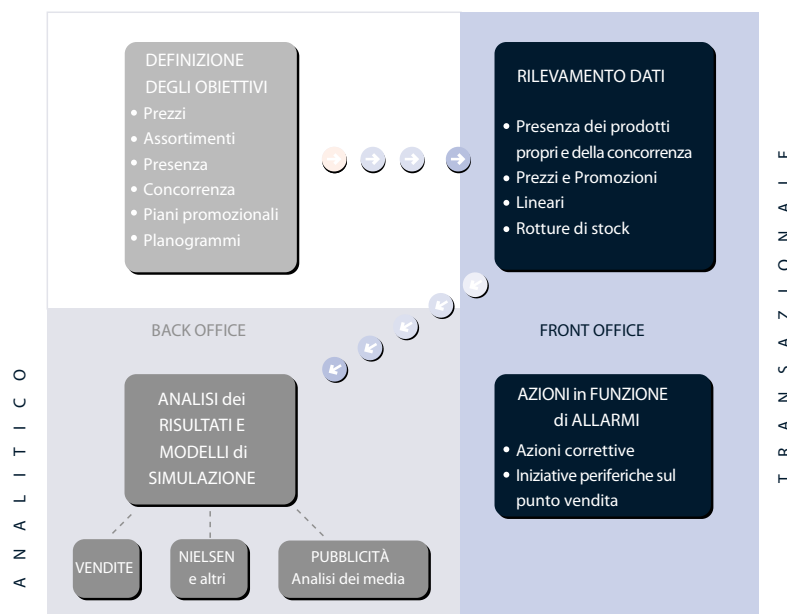 DEFINIZIONE
DEGLI OBIETTIVI
• Prezzi
• Assortimenti
• Presenza
• Concorrenza
• Piani promozionali
• Planogrammi
RILEVAMENTO DATI
• Presenza dei prodotti
propri e della concorrenza
• Prezzi e Promozioni
• Lineari
• Rotture di stock
BACK OFFICE
FRONT OFFICE
ANALISI dei
RISULTATI E
MODELLI di
SIMULAZIONE
AZIONI in FUNZIONE
di ALLARMI
• Azioni correttive
• Iniziative periferiche sul
punto vendita
VENDITE
NIELSEN
e altri
PUBBLICITÀ
Analisi dei media
ANALITICO
TRANSAZIONALE